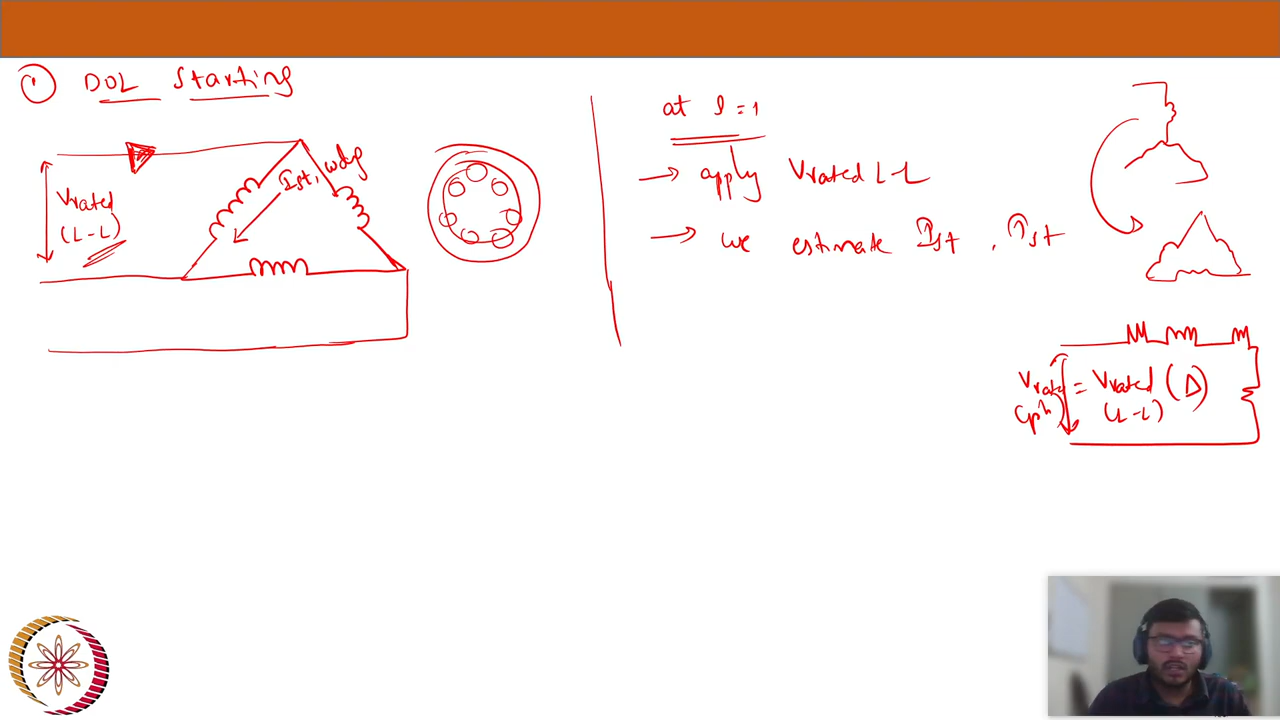 ① DOL Starting
Vrated
(L-L)
Ist, wdg
at s=1
→ apply Vrated L-L
→ we estimate Ist, Tst
Vrated = Vrated (Δ)
(ph) (L-L)